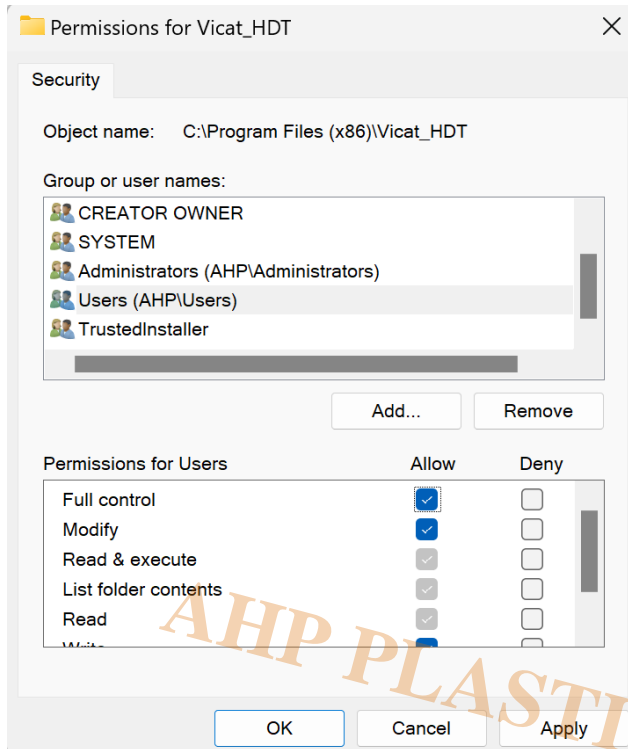 Permissions for Vicat_HDT
Security
Object name: C:\Program Files (x86)\Vicat_HDT
Group or user names:
CREATOR OWNER
SYSTEM
Administrators (AHP\Administrators)
Users (AHP\Users)
TrustedInstaller
Add... Remove
Permissions for Users Allow Deny
Full control
Modify
Read & execute
List folder contents
Read
Write
AHP PLASTI
OK Cancel Apply